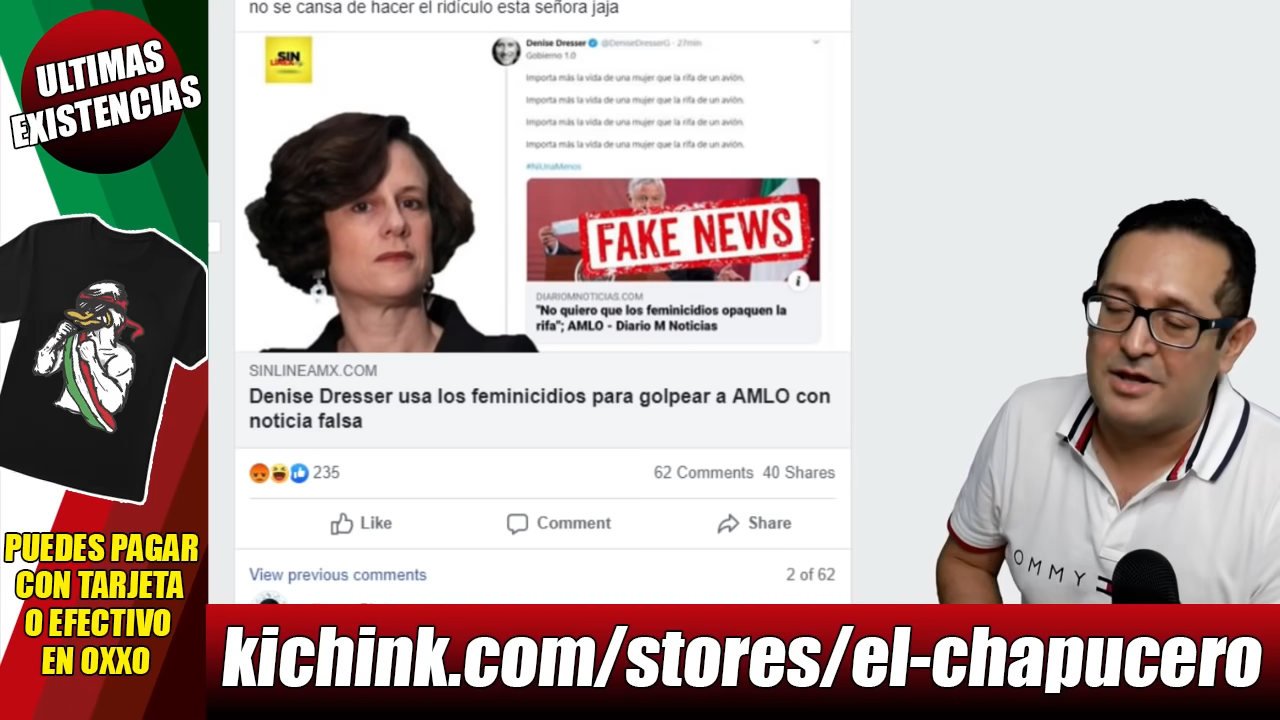 no se cansa de hacer el ridículo esta señora jaja
ULTIMAS
EXISTENCIAS
SIN
LINEA
Denise Dresser @DeniseDresserG · 27min
Gobierno 1.0
Importa más la vida de una mujer que la rifa de un avión.
Importa más la vida de una mujer que la rifa de un avión.
Importa más la vida de una mujer que la rifa de un avión.
Importa más la vida de una mujer que la rifa de un avión.
#NiUnaMenos
FAKE NEWS
DIARIOMNOTICIAS.COM
"No quiero que los feminicidios opaquen la
rifa"; AMLO - Diario M Noticias
SINLINEAMX.COM
Denise Dresser usa los feminicidios para golpear a AMLO con
noticia falsa
235
62 Comments 40 Shares
Like
Comment
Share
View previous comments
2 of 62
PUEDES PAGAR
CON TARJETA
O EFECTIVO
EN OXXO
OMMY
kichink.com/stores/el-chapucero